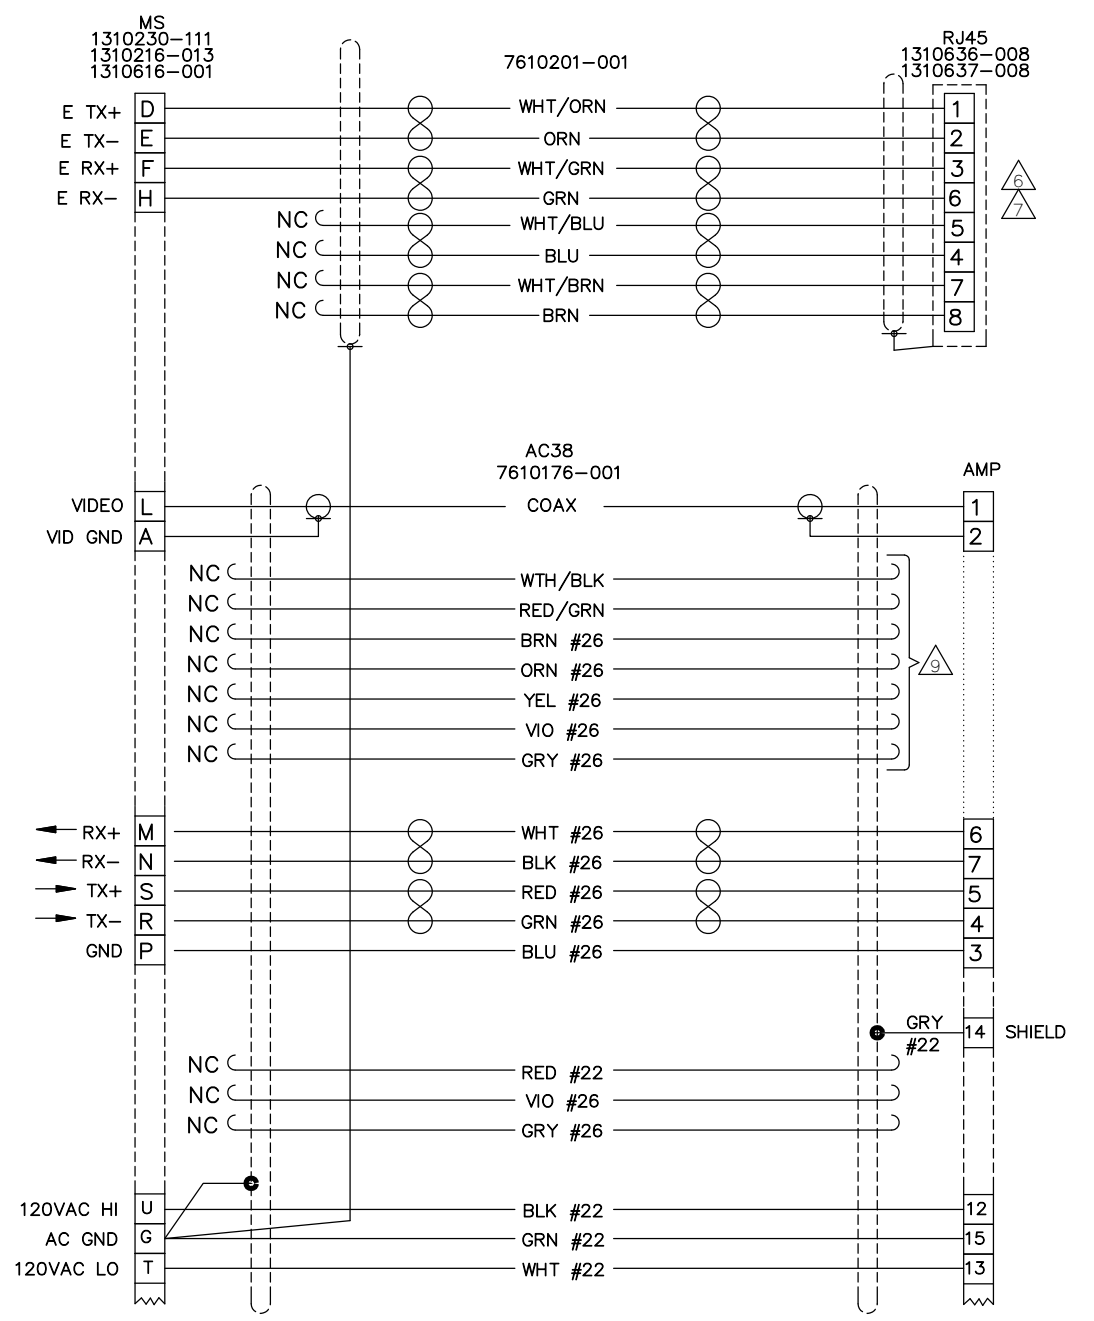 MS
1310230-111
1310216-013
1310616-001
7610201-001
RJ45
1310636-008
1310637-008
E TX+ D WHT/ORN 1
E TX- E ORN 2
E RX+ F WHT/GRN 3
E RX- H GRN 6
6
7
NC WHT/BLU 5
NC BLU 4
NC WHT/BRN 7
NC BRN 8
AC38
7610176-001
AMP
VIDEO L COAX 1
VID GND A 2
NC WTH/BLK
NC RED/GRN
NC BRN #26
NC ORN #26
9
NC YEL #26
NC VIO #26
NC GRY #26
RX+ M WHT #26 6
RX- N BLK #26 7
TX+ S RED #26 5
TX- R GRN #26 4
GND P BLU #26 3
GRY
#22
14 SHIELD
NC RED #22
NC VIO #26
NC GRY #26
120VAC HI U BLK #22 12
AC GND G GRN #22 15
120VAC LO T WHT #22 13